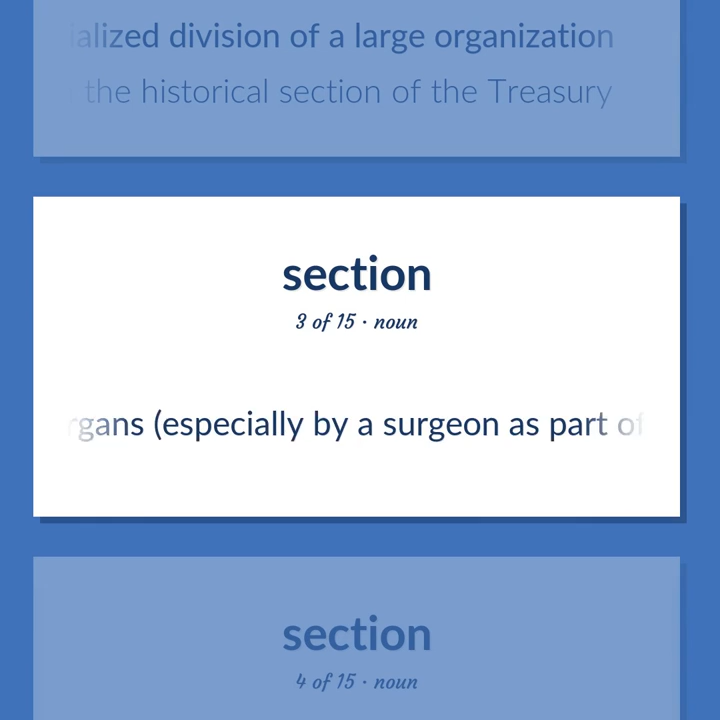 division of a large organization
the historical section of the Treasury
section
3 of 15 · noun
(especially by a surgeon as part of
section
4 of 15 · noun